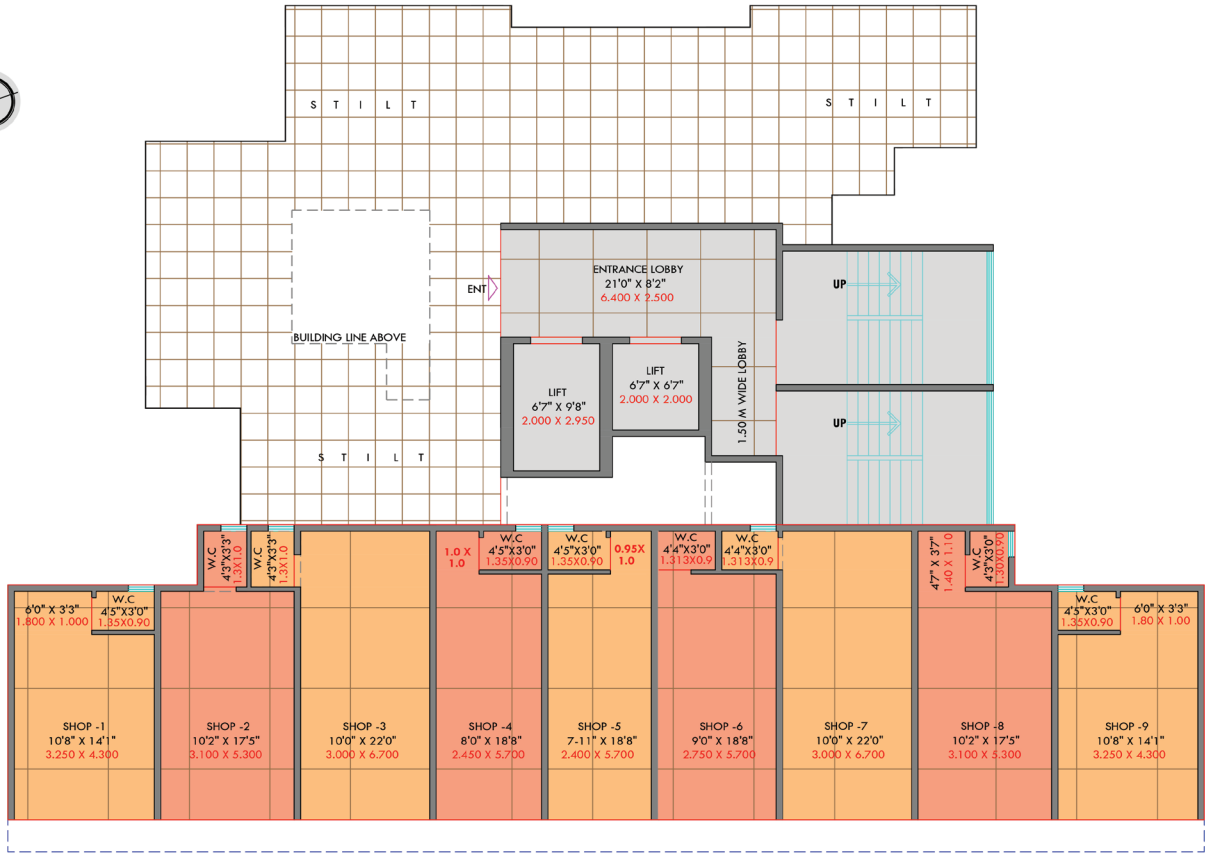 S T I L T
S T I L T
ENTRANCE LOBBY
21'0" X 8'2"
6.400 X 2.500
ENT
UP
BUILDING LINE ABOVE
1.50 M WIDE LOBBY
LIFT
6'7" X 9'8"
2.000 X 2.950
LIFT
6'7" X 6'7"
2.000 X 2.000
UP
S T I L T
6'0" X 3'3"
1.800 X 1.000
W.C
4'5"X3'0"
1.35X0.90
W.C
4'3"X3'3"
1.3X1.0
W.C
4'3"X3'3"
1.3X1.0
1.0 X
1.0
W.C
4'5"X3'0"
1.35X0.90
W.C
4'5"X3'0"
1.35X0.90
0.95X
1.0
W.C
4'4"X3'0"
1.313X0.9
W.C
4'4"X3'0"
1.313X0.9
4'7" X 3'7"
1.40 X 1.10
W.C
4'3"X3'0"
1.30X0.90
W.C
4'5"X3'0"
1.35X0.90
6'0" X 3'3"
1.80 X 1.00
SHOP -1
10'8" X 14'1"
3.250 X 4.300
SHOP -2
10'2" X 17'5"
3.100 X 5.300
SHOP -3
10'0" X 22'0"
3.000 X 6.700
SHOP -4
8'0" X 18'8"
2.450 X 5.700
SHOP -5
7-11" X 18'8"
2.400 X 5.700
SHOP -6
9'0" X 18'8"
2.750 X 5.700
SHOP -7
10'0" X 22'0"
3.000 X 6.700
SHOP -8
10'2" X 17'5"
3.100 X 5.300
SHOP -9
10'8" X 14'1"
3.250 X 4.300